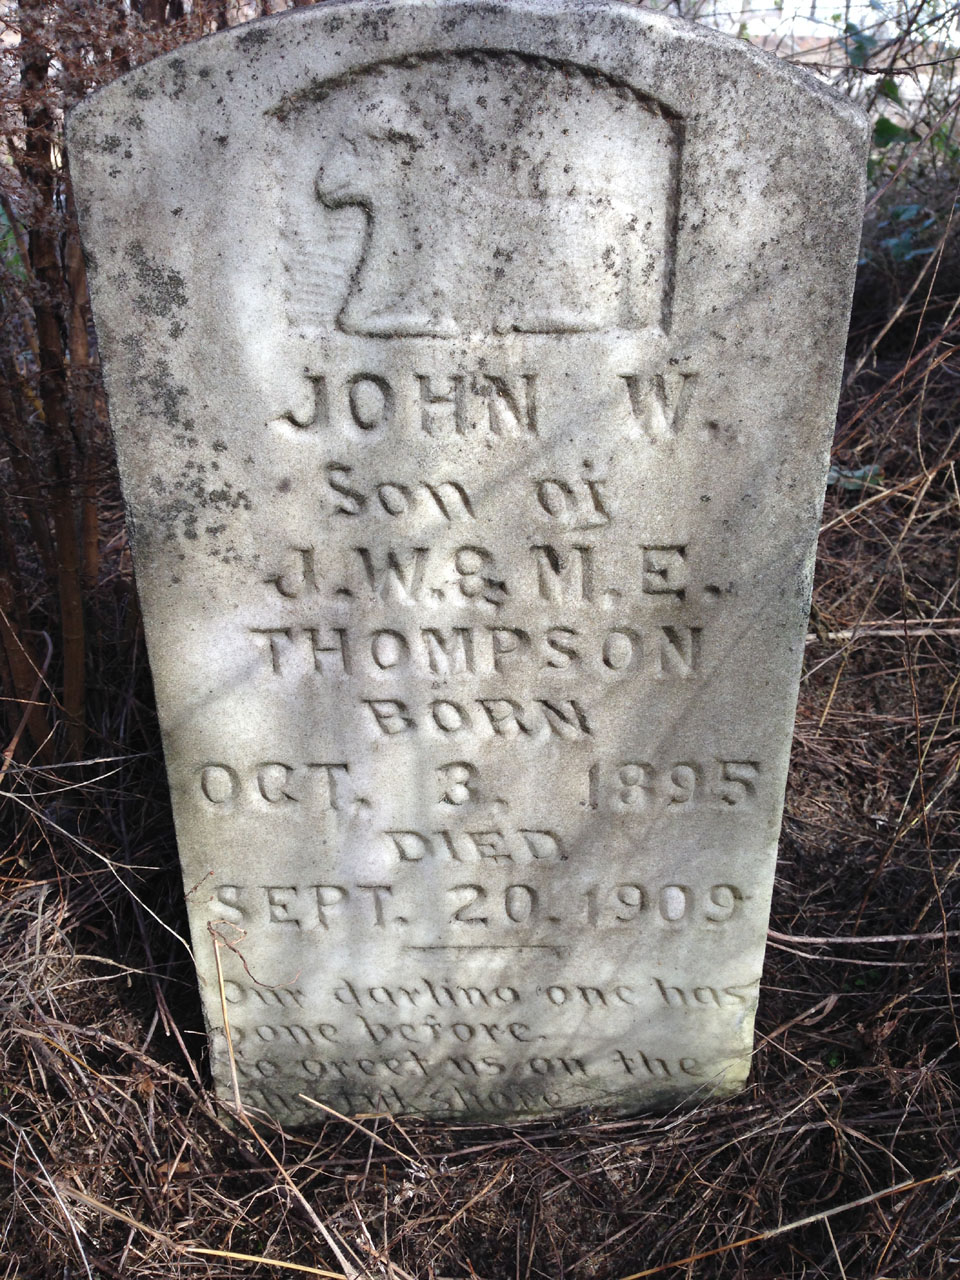 JOHN W.
Son of
J.W. & M.E.
THOMPSON
BORN
OCT. 3. 1895
DIED
SEPT. 20. 1909
Our darling one has
gone before.
To greet us on the
shore